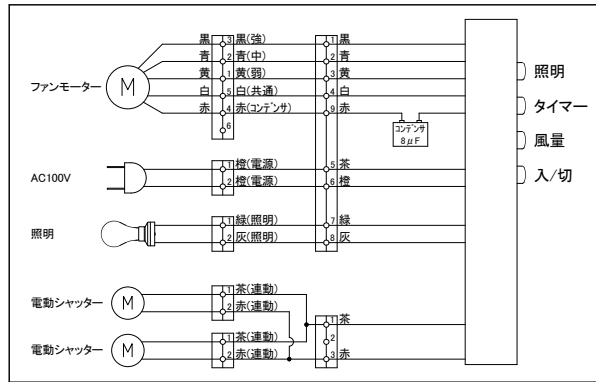 黒 3 黒(強) 1 黒
青 2 青(中) 2 青
黄 1 黄(弱) 3 黄
ファンモーター M 白 5 白(共通) 4 白
赤 4 赤(コンデンサ) 9 赤
6
コンデンサ
8μF
照明
タイマー
風量
入/切
AC100V 1 橙(電源) 5 茶
2 橙(電源) 6 橙
照明 1 緑(照明) 7 緑
2 灰(照明) 8 灰
電動シャッター M 1 茶(連動)
2 赤(連動)
1 茶
2
電動シャッター M 1 茶(連動)
2 赤(連動) 3 赤